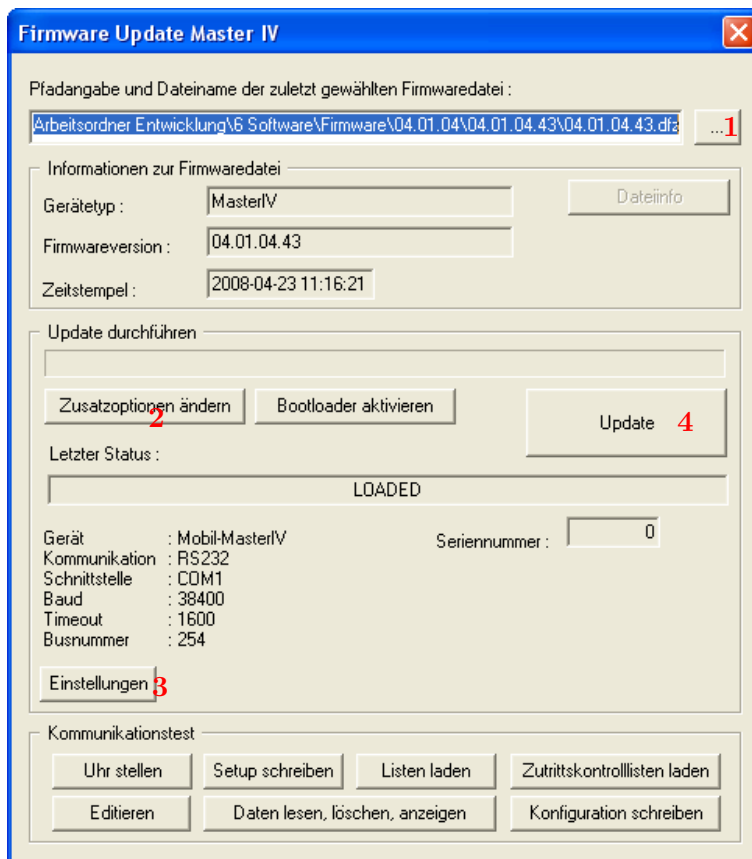 Firmware Update Master IV
Pfadangabe und Dateiname der zuletzt gewählten Firmwaredatei :
Arbeitsordner Entwicklung\6 Software\Firmware\04.01.04\04.01.04.43\04.01.04.43.dfz ... 1
Informationen zur Firmwaredatei
Gerätetyp : MasterIV Dateiinfo
Firmwareversion : 04.01.04.43
Zeitstempel : 2008-04-23 11:16:21
Update durchführen
Zusatzoptionen ändern 2 Bootloader aktivieren Update 4
Letzter Status :
LOADED
Gerät : Mobil-MasterIV Seriennummer : 0
Kommunikation : RS232
Schnittstelle : COM1
Baud : 38400
Timeout : 1600
Busnummer : 254
Einstellungen 3
Kommunikationstest
Uhr stellen Setup schreiben Listen laden Zutrittskontrolllisten laden
Editieren Daten lesen, löschen, anzeigen Konfiguration schreiben